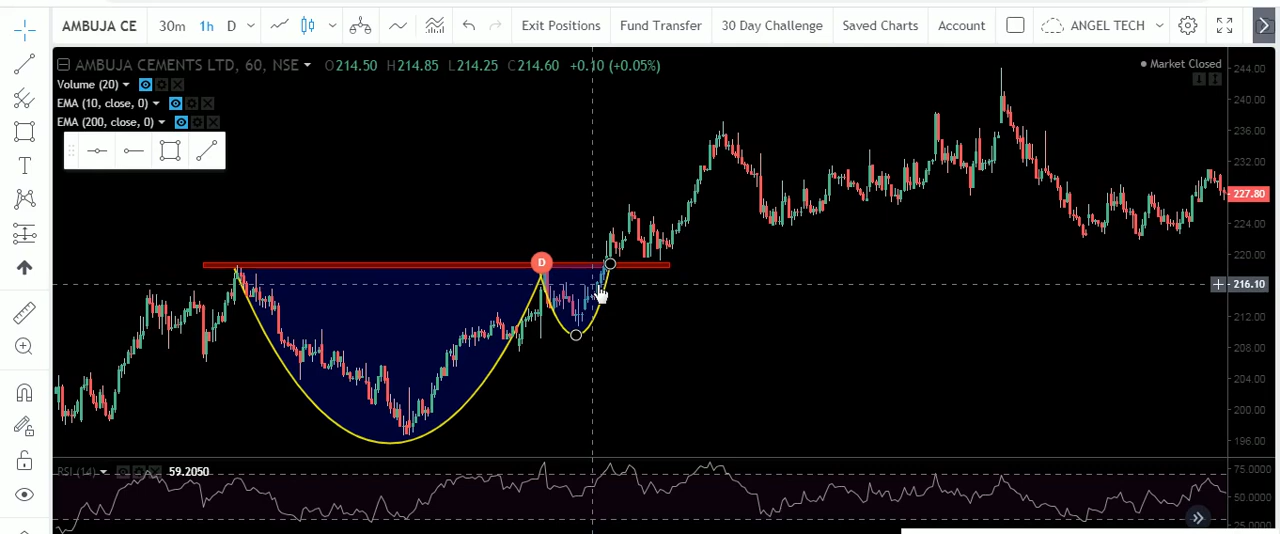 AMBUJA CE 30m 1h D Exit Positions Fund Transfer 30 Day Challenge Saved Charts Account ANGEL TECH
AMBUJA CEMENTS LTD, 60, NSE O214.50 H214.85 L214.25 C214.60 +0.10 (+0.05%)
Market Closed
Volume (20)
EMA (10, close, 0)
EMA (200, close, 0)
T
D
244.00
240.00
236.00
232.00
227.80
224.00
220.00
216.10
212.00
208.00
204.00
200.00
196.00
RSI (14) 59.2050
75.0000
50.0000
25.0000